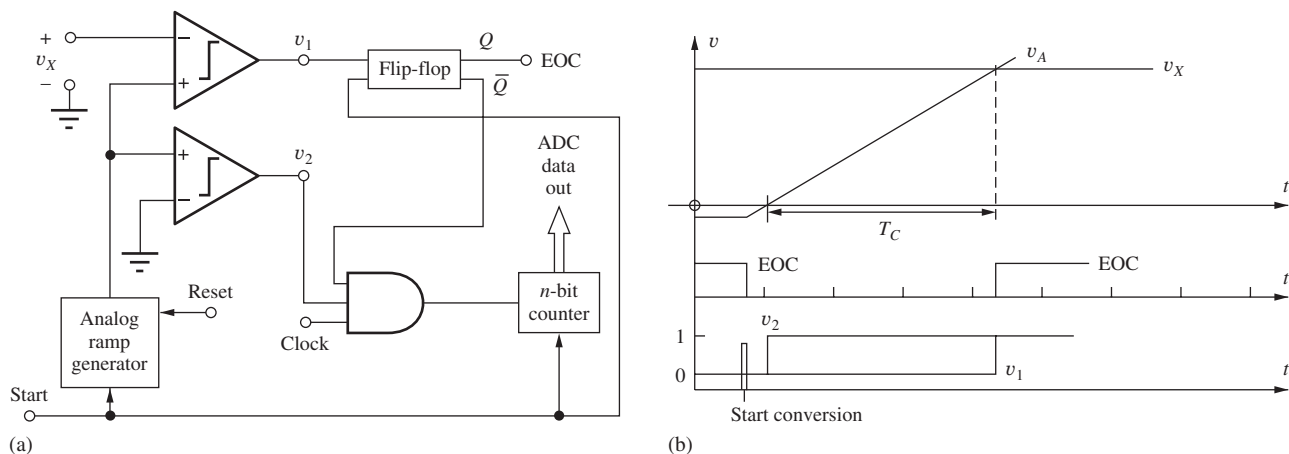 +
v_X
−
−
+
v_1
Flip-flop
Q
EOC
Q̅
+
−
v_2
ADC
data
out
Reset
Analog
ramp
generator
Clock
n-bit
counter
Start
(a)
v
v_A
v_X
t
T_C
EOC
EOC
t
v_2
1
0
v_1
t
Start conversion
(b)